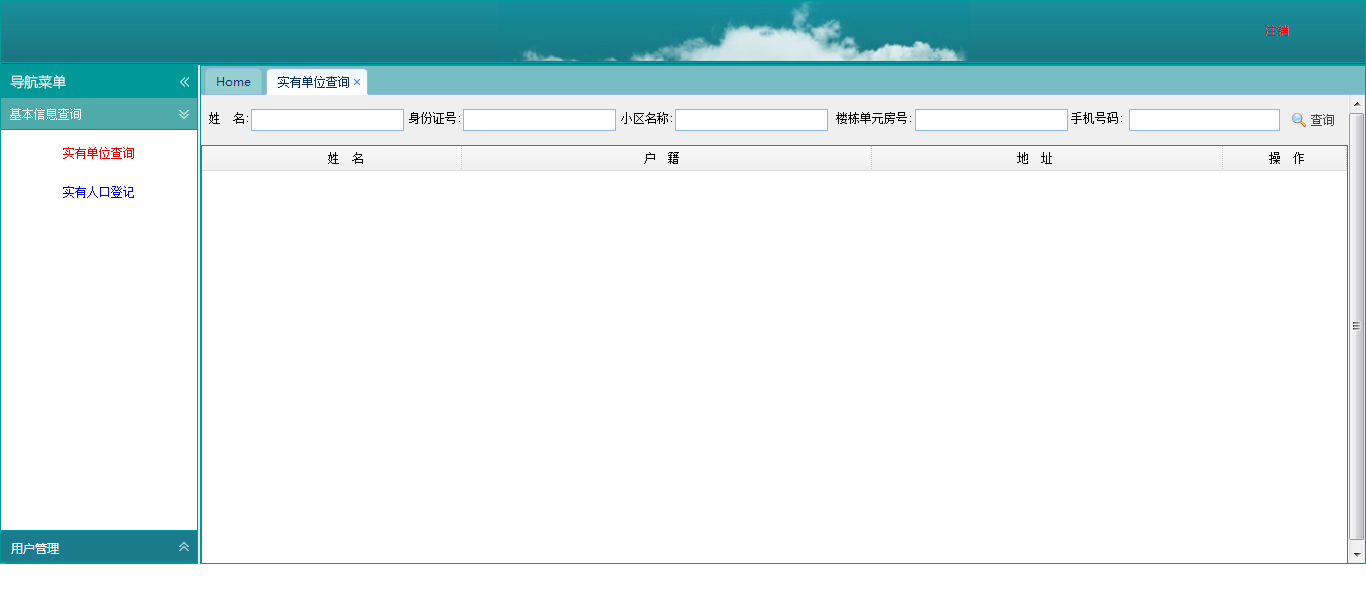 注销
导航菜单
基本信息查询
实有单位查询
实有人口登记
用户管理
Home 实有单位查询
姓 名: 身份证号: 小区名称: 楼栋单元房号: 手机号码: 查询
姓 名 户 籍 地 址 操 作